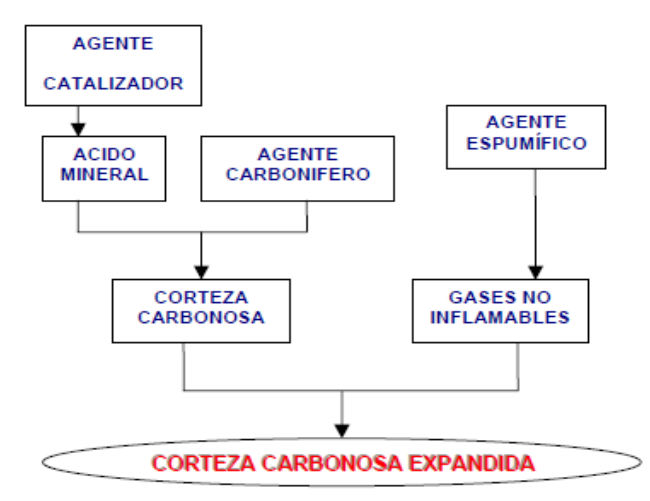 AGENTE
CATALIZADOR
ACIDO
MINERAL
AGENTE
CARBONIFERO
AGENTE
ESPUMÍFICO
CORTEZA
CARBONOSA
GASES NO
INFLAMABLES
CORTEZA CARBONOSA EXPANDIDA